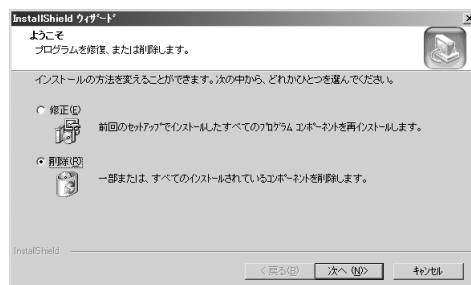 InstallShield ウィザード
ようこそ
プログラムを修復、または削除します。
インストールの方法を変えることができます。次の中から、どれかひとつを選んでください。
修正(E)
前回のセットアップでインストールしたすべてのプログラム コンポーネントを再インストールします。
削除(R)
一部または、すべてのインストールされているコンポーネントを削除します。
InstallShield
< 戻る(B) 次へ (N)> キャンセル